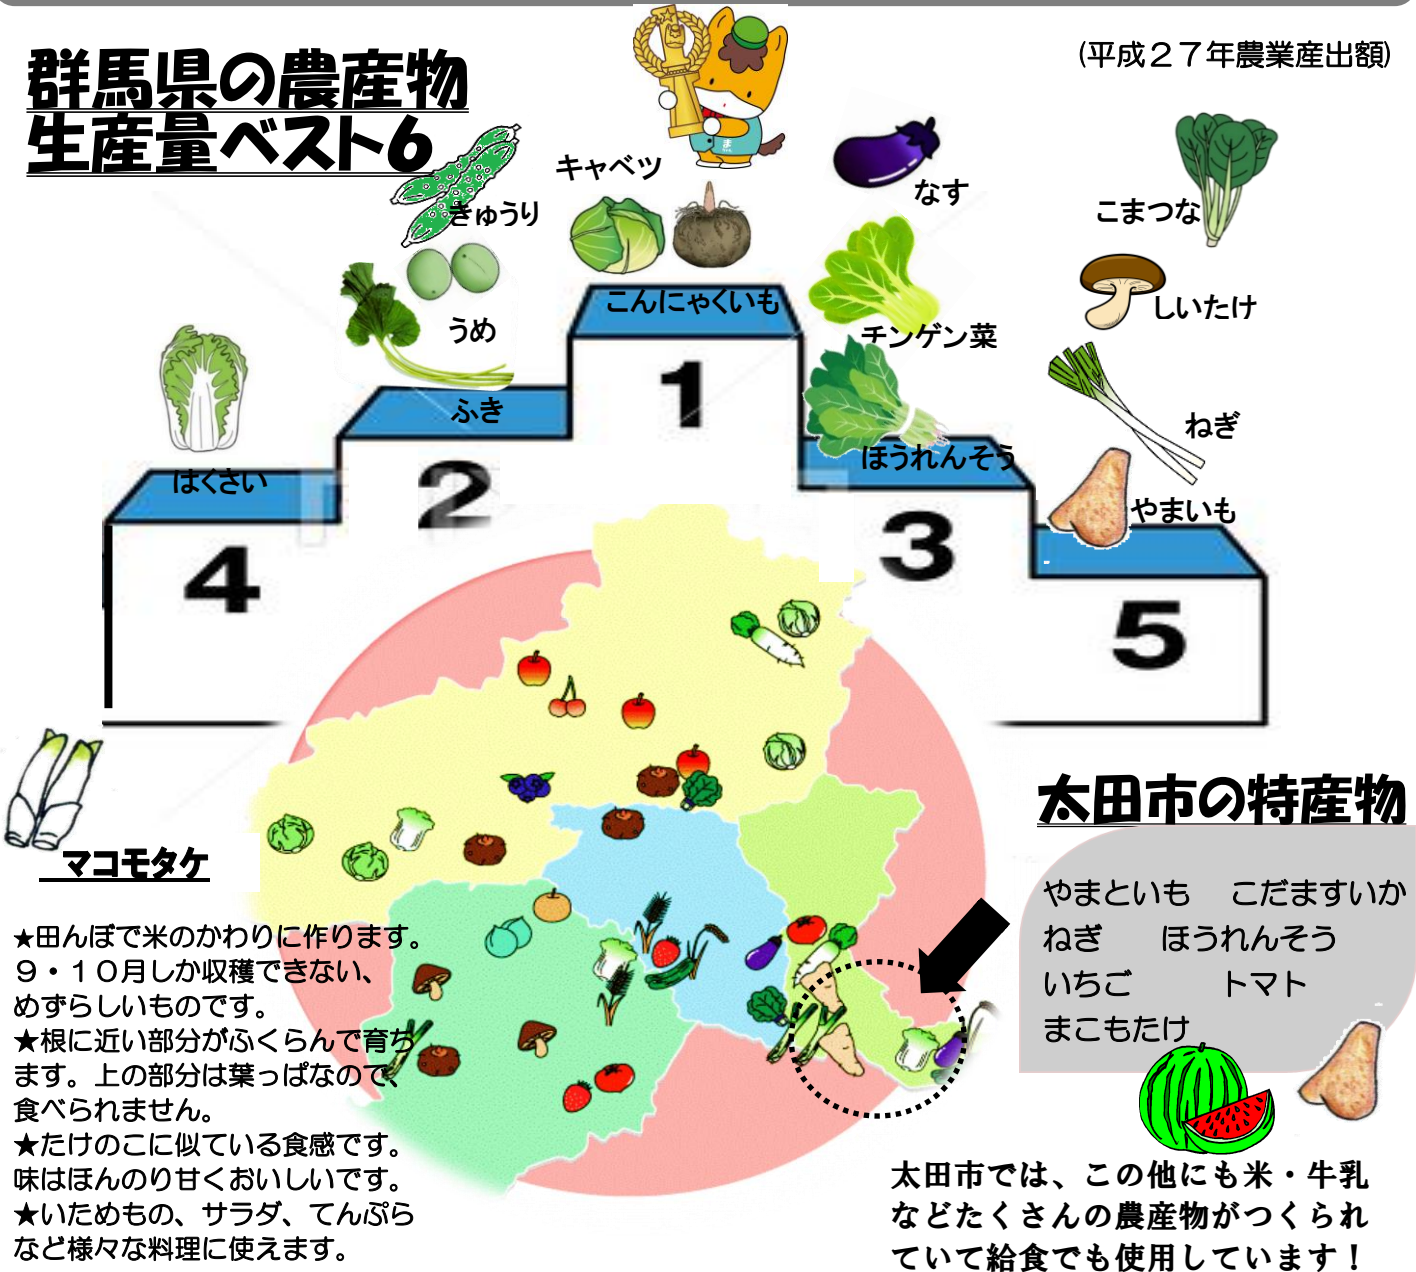 群馬県の農産物
生産量ベスト6
(平成２７年農業産出額)
ま
キャベツ
こんにゃくいも
1
きゅうり
うめ
ふき
2
なす
チンゲン菜
ほうれんそう
3
はくさい
4
こまつな
しいたけ
ねぎ
やまいも
5
マコモタケ
★田んぼで米のかわりに作ります。
９・１０月しか収穫できない、
めずらしいものです。
★根に近い部分がふくらんで育ち
ます。上の部分は葉っぱなので、
食べられません。
★たけのこに似ている食感です。
味はほんのり甘くおいしいです。
★いためもの、サラダ、てんぷら
など様々な料理に使えます。
太田市の特産物
やまといも　こだますいか
ねぎ　　ほうれんそう
いちご　　　トマト
まこもたけ
太田市では、この他にも米・牛乳
などたくさんの農産物がつくられ
ていて給食でも使用しています！